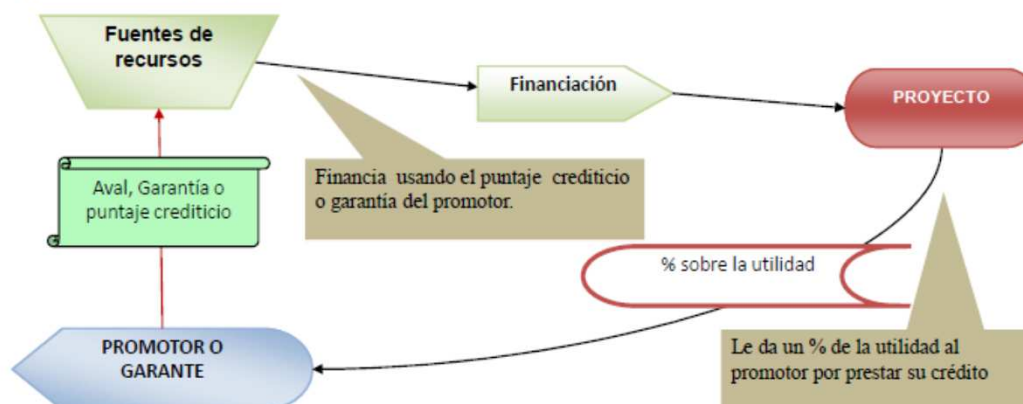 Fuentes de
recursos
Financiación
PROYECTO
Aval, Garantía o
puntaje crediticio
Financia usando el puntaje crediticio
o garantía del promotor.
% sobre la utilidad
PROMOTOR O
GARANTE
Le da un % de la utilidad al
promotor por prestar su crédito